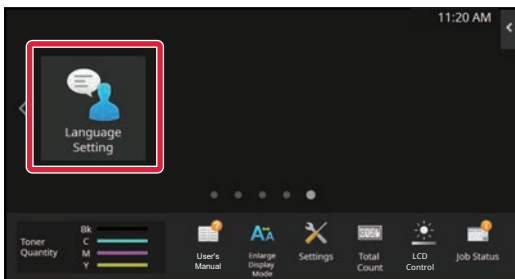 11:20 AM
Language
Setting
Toner
Quantity
Bk
C
M
Y
User's
Manual
Enlarge
Display
Mode
Settings
Total
Count
LCD
Control
Job Status